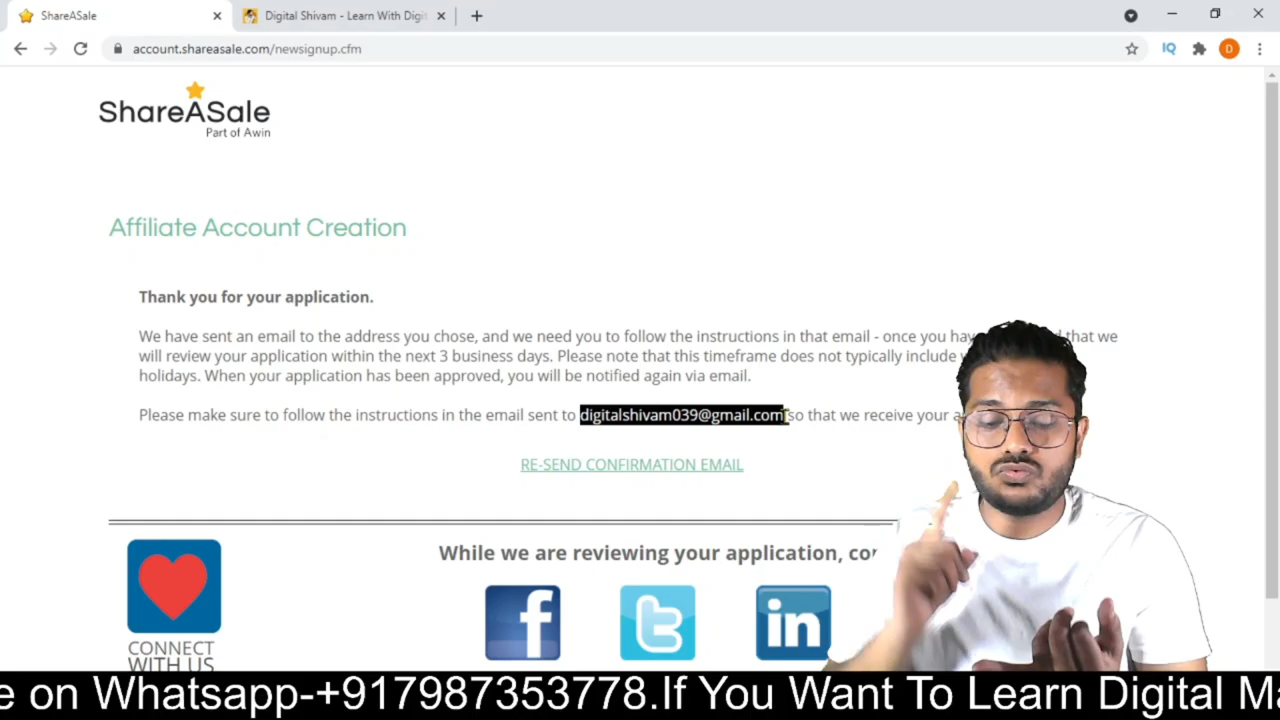 ShareASale
Digital Shivam - Learn With Digit
account.shareasale.com/newsignup.cfm
IQ
D
ShareASale
Part of Awin
Affiliate Account Creation
Thank you for your application.
We have sent an email to the address you chose, and we need you to follow the instructions in that email - once you hav d that we
will review your application within the next 3 business days. Please note that this timeframe does not typically include
holidays. When your application has been approved, you will be notified again via email.
Please make sure to follow the instructions in the email sent to digitalshivam039@gmail.com so that we receive your a
RE-SEND CONFIRMATION EMAIL
While we are reviewing your application, co
f
t
in
CONNECT
WITH US
e on Whatsapp-+917987353778.If You Want To Learn Digital Ma